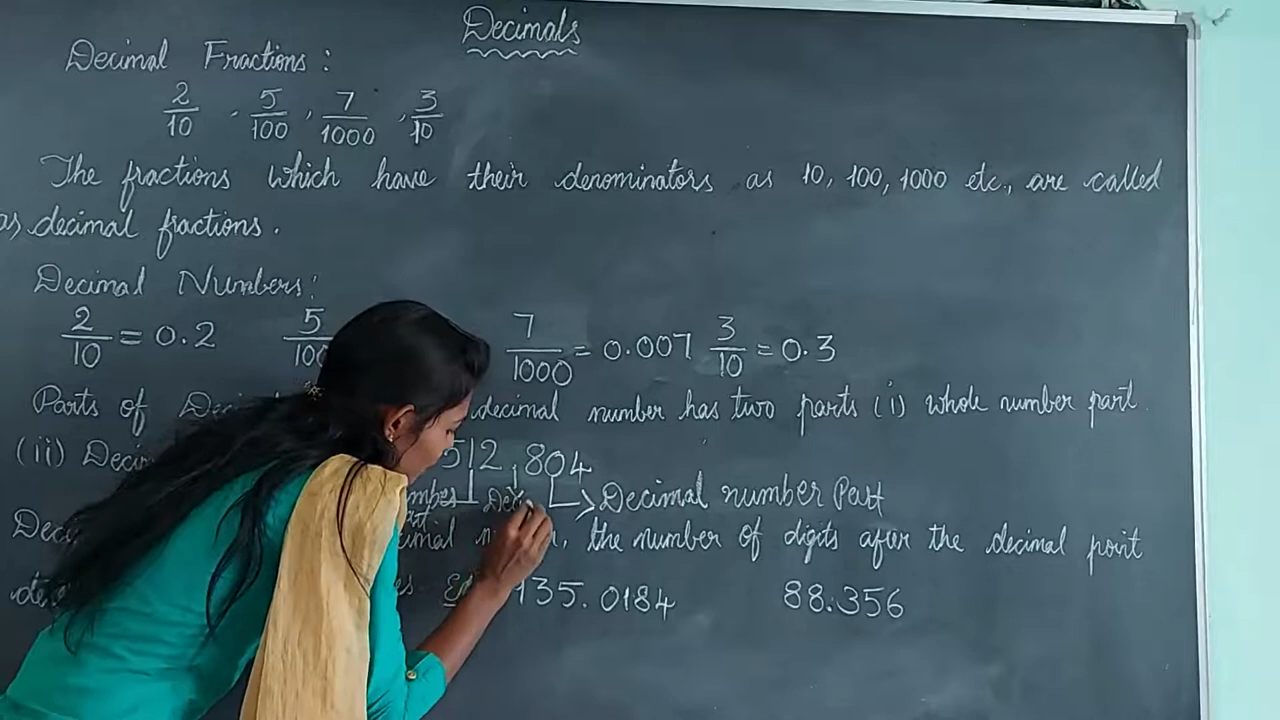 Decimals
Decimal Fractions:
2/10 , 5/100 , 7/1000 , 3/10
The fractions which have their denominators as 10, 100, 1000 etc., are called
as decimal fractions.
Decimal Numbers:
2/10 = 0.2 5/100 7/1000 = 0.007 3/10 = 0.3
Parts of decimal number has two parts (i) whole number part
(ii) 512.804
Decimal number Part
the number of digits after the decimal point
135.0184 88.356